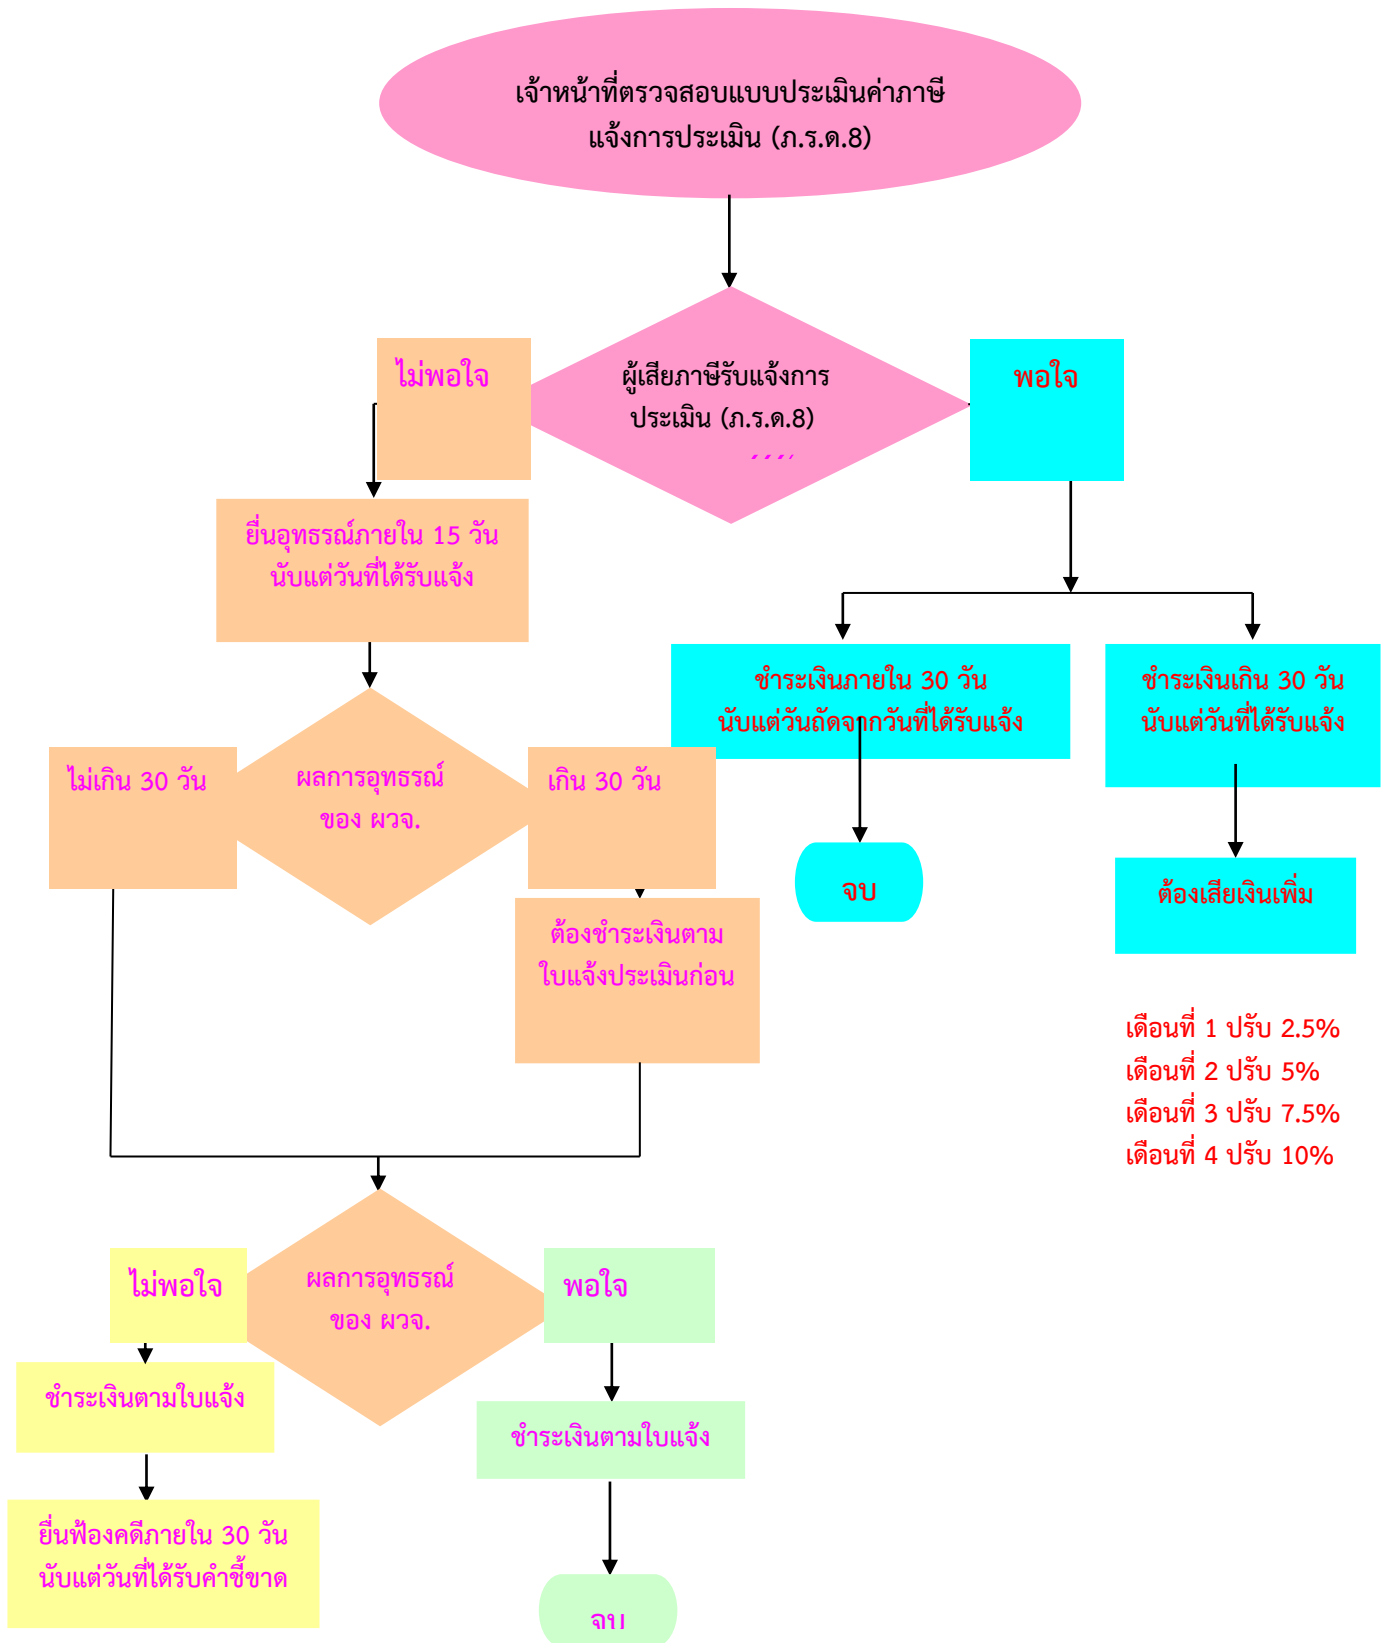 เจ้าหน้าที่ตรวจสอบแบบประเมินค่าภาษี
แจ้งการประเมิน (ภ.ร.ด.8)
ไม่พอใจ
ผู้เสียภาษีรับแจ้งการ
ประเมิน (ภ.ร.ด.8)
พอใจ
ยื่นอุทธรณ์ภายใน 15 วัน
นับแต่วันที่ได้รับแจ้ง
ชำระเงินภายใน 30 วัน
นับแต่วันถัดจากวันที่ได้รับแจ้ง
ชำระเงินเกิน 30 วัน
นับแต่วันที่ได้รับแจ้ง
ไม่เกิน 30 วัน
ผลการอุทธรณ์
ของ ผวจ.
เกิน 30 วัน
จบ
ต้องเสียเงินเพิ่ม
ต้องชำระเงินตาม
ใบแจ้งประเมินก่อน
เดือนที่ 1 ปรับ 2.5%
เดือนที่ 2 ปรับ 5%
เดือนที่ 3 ปรับ 7.5%
เดือนที่ 4 ปรับ 10%
ไม่พอใจ
ผลการอุทธรณ์
ของ ผวจ.
พอใจ
ชำระเงินตามใบแจ้ง
ชำระเงินตามใบแจ้ง
ยื่นฟ้องคดีภายใน 30 วัน
นับแต่วันที่ได้รับคำชี้ขาด
จบ